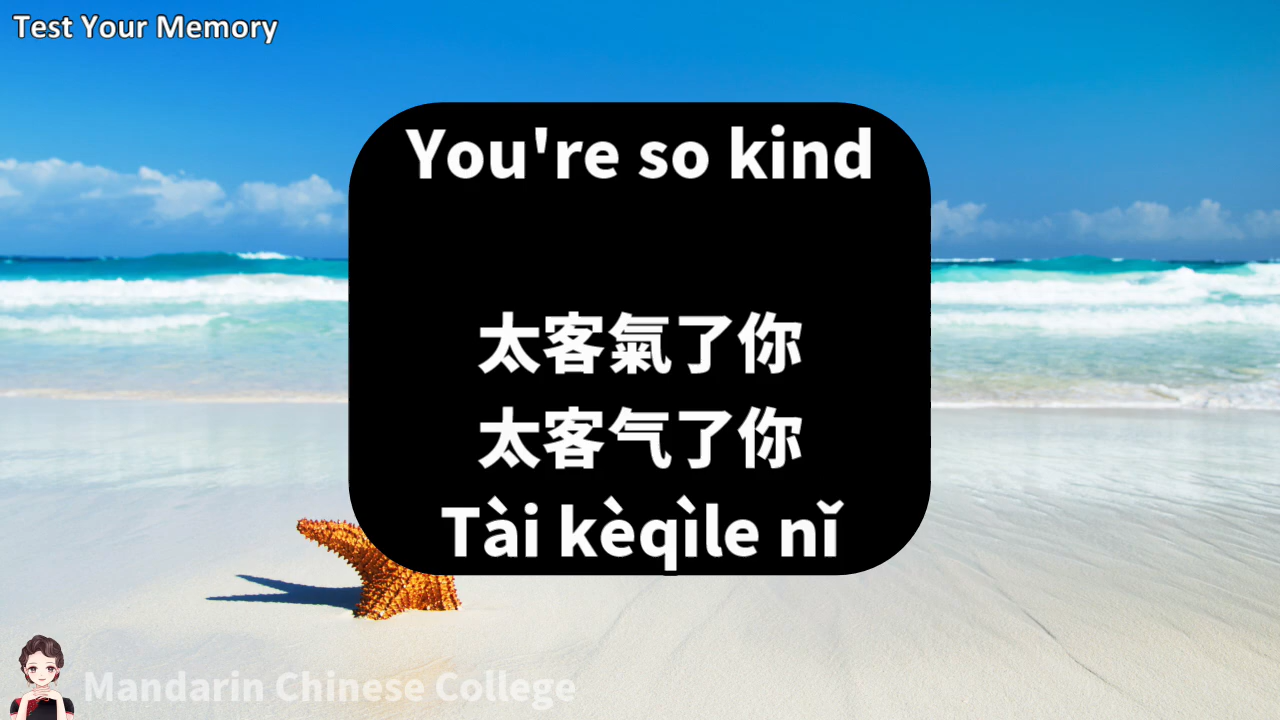 Test Your Memory
You're so kind
太客氣了你
太客气了你
Tài kèqìle nǐ
Mandarin Chinese College